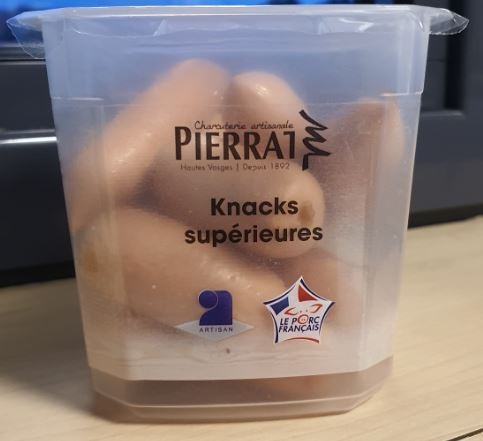 Charcuterie artisanale
PIERRAT
Hautes Vosges | Depuis 1892
Knacks
supérieures
ARTISAN
LE PORC
FRANÇAIS